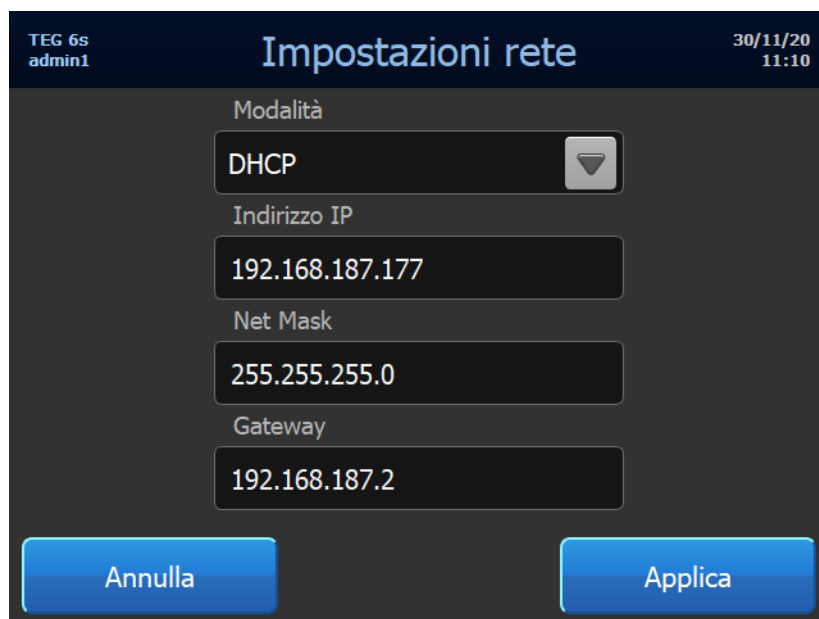 TEG 6s
admin1
Impostazioni rete
30/11/20
11:10
Modalità
DHCP
Indirizzo IP
192.168.187.177
Net Mask
255.255.255.0
Gateway
192.168.187.2
Annulla
Applica